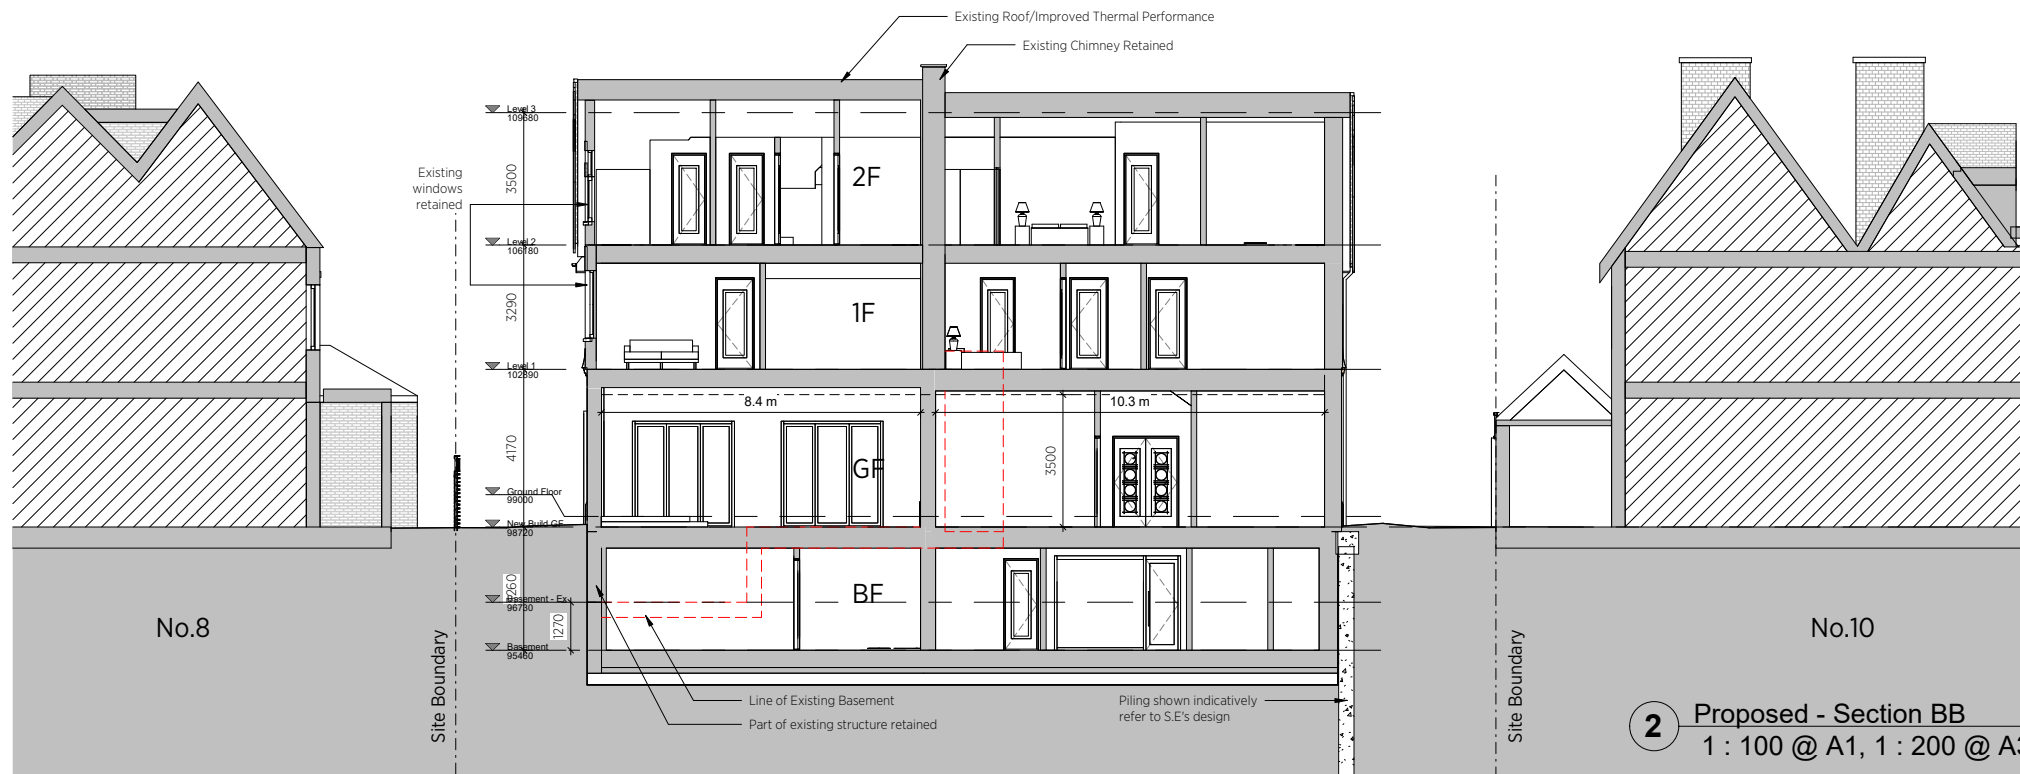 Existing Roof/Improved Thermal Performance
Existing Chimney Retained
Level 3
109680
Existing
windows
retained
3500
2F
Level 2
106180
3290
1F
Level 1
102890
8.4 m
10.3 m
4170
GF
3500
Ground Floor
99000
New Build GF
98720
BF
Basement - Ex
96730
1270
Basement
95460
No.8
No.10
Site Boundary
Site Boundary
Line of Existing Basement
Part of existing structure retained
Piling shown indicatively
refer to S.E's design
2
Proposed - Section BB
1 : 100 @ A1, 1 : 200 @ A3